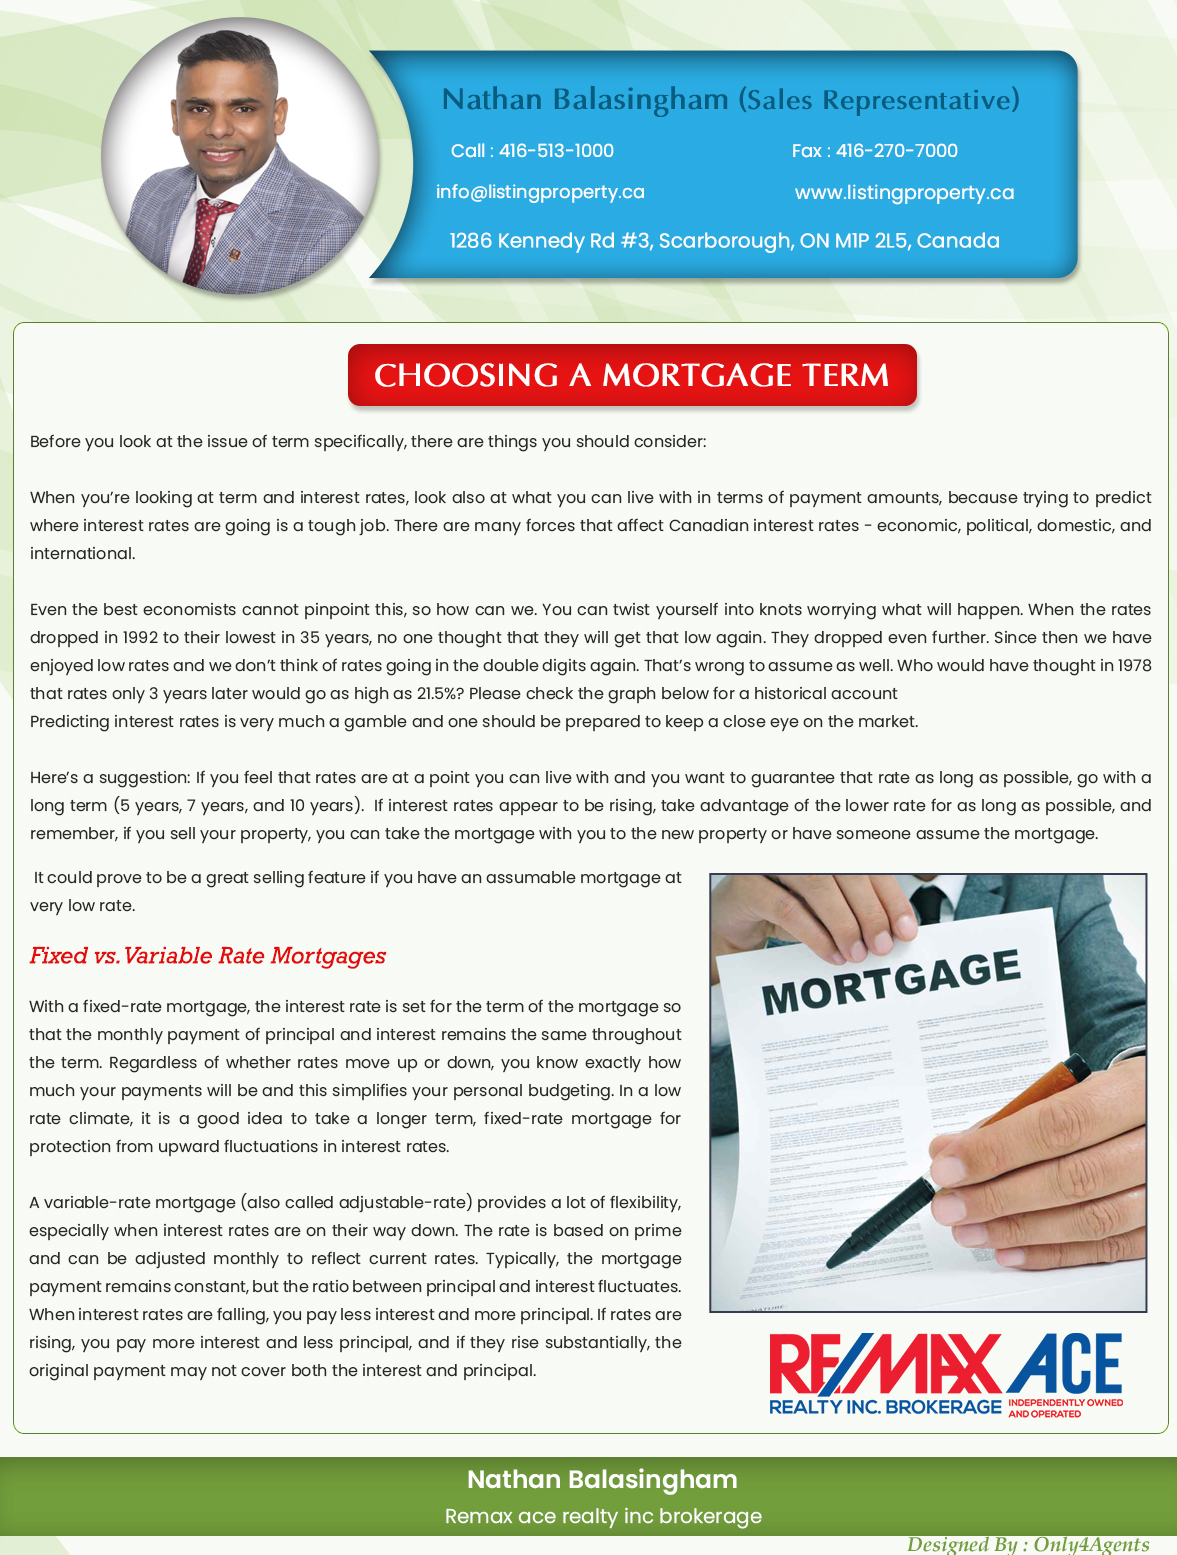 Nathan Balasingham (Sales Representative)
Call : 416-513-1000
Fax : 416-270-7000
info@listingproperty.ca
www.listingproperty.ca
1286 Kennedy Rd #3, Scarborough, ON M1P 2L5, Canada
CHOOSING A MORTGAGE TERM
Before you look at the issue of term specifically, there are things you should consider:
When you're looking at term and interest rates, look also at what you can live with in terms of payment amounts, because trying to predict
where interest rates are going is a tough job. There are many forces that affect Canadian interest rates - economic, political, domestic, and
international.
Even the best economists cannot pinpoint this, so how can we. You can twist yourself into knots worrying what will happen. When the rates
dropped in 1992 to their lowest in 35 years, no one thought that they will get that low again. They dropped even further. Since then we have
enjoyed low rates and we don't think of rates going in the double digits again. That's wrong to assume as well. Who would have thought in 1978
that rates only 3 years later would go as high as 21.5%? Please check the graph below for a historical account
Predicting interest rates is very much a gamble and one should be prepared to keep a close eye on the market.
Here's a suggestion: If you feel that rates are at a point you can live with and you want to guarantee that rate as long as possible, go with a
long term (5 years, 7 years, and 10 years). If interest rates appear to be rising, take advantage of the lower rate for as long as possible, and
remember, if you sell your property, you can take the mortgage with you to the new property or have someone assume the mortgage.
It could prove to be a great selling feature if you have an assumable mortgage at
very low rate.
Fixed vs. Variable Rate Mortgages
With a fixed-rate mortgage, the interest rate is set for the term of the mortgage so
that the monthly payment of principal and interest remains the same throughout
the term. Regardless of whether rates move up or down, you know exactly how
much your payments will be and this simplifies your personal budgeting. In a low
rate climate, it is a good idea to take a longer term, fixed-rate mortgage for
protection from upward fluctuations in interest rates.
A variable-rate mortgage (also called adjustable-rate) provides a lot of flexibility,
especially when interest rates are on their way down. The rate is based on prime
and can be adjusted monthly to reflect current rates. Typically, the mortgage
payment remains constant, but the ratio between principal and interest fluctuates.
When interest rates are falling, you pay less interest and more principal. If rates are
rising, you pay more interest and less principal, and if they rise substantially, the
original payment may not cover both the interest and principal.
MORTGAGE
RE/MAX ACE
REALTY INC. BROKERAGE
INDEPENDENTLY OWNED
AND OPERATED
Nathan Balasingham
Remax ace realty inc brokerage
Designed By : Only4Agents